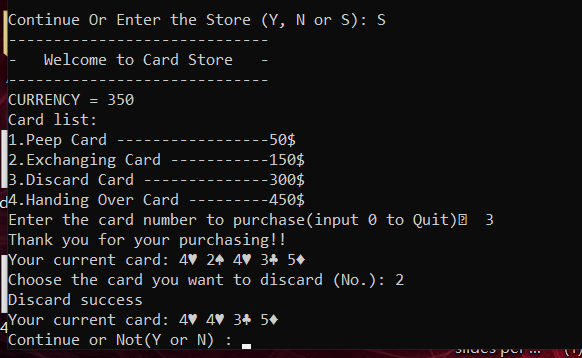 Continue Or Enter the Store (Y, N or S): S
-----------------------------
-   Welcome to Card Store   -
-----------------------------
CURRENCY = 350
Card list:
1.Peep Card -----------------50$
2.Exchanging Card -----------150$
3.Discard Card --------------300$
4.Handing Over Card ---------450$
Enter the card number to purchase(input 0 to Quit)⍰  3
Thank you for your purchasing!!
Your current card: 4♥ 2♠ 4♥ 3♣ 5♦
Choose the card you want to discard (No.): 2
Discard success
Your current card: 4♥ 4♥ 3♣ 5♦
Continue or Not(Y or N) :